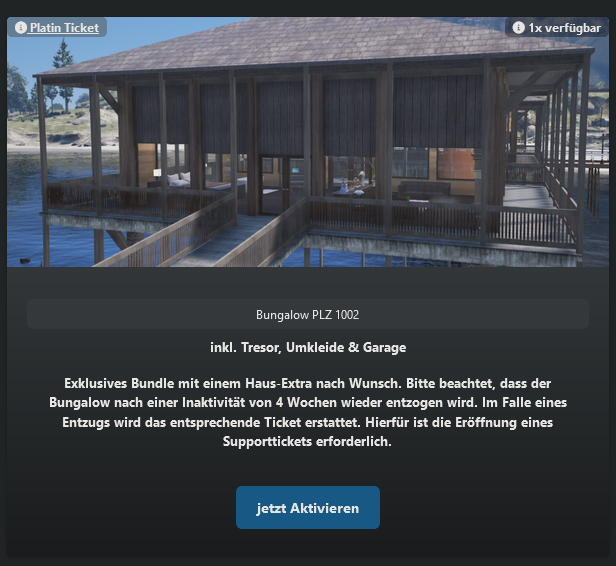 Platin Ticket
1x verfügbar
Bungalow PLZ 1002
inkl. Tresor, Umkleide & Garage
Exklusives Bundle mit einem Haus-Extra nach Wunsch. Bitte beachtet, dass der
Bungalow nach einer Inaktivität von 4 Wochen wieder entzogen wird. Im Falle eines
Entzugs wird das entsprechende Ticket erstattet. Hierfür ist die Eröffnung eines
Supporttickets erforderlich.
jetzt Aktivieren